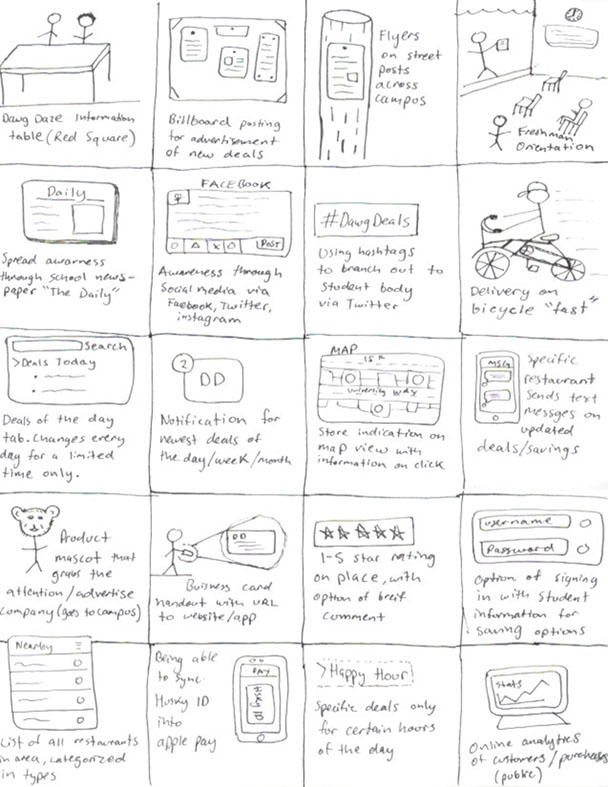 Dawg Daze Information
table (Red Square)
Billboard posting
for advertisement
of new deals
Flyers
on street
posts
across
campus
Freshman
Orientation
Daily
Spread awarness
through school news-
paper "The Daily"
FACEBOOK
POST
Awareness through
Social media via
Facebook, Twitter,
instagram
#DawgDeals
Using hashtags
to branch out to
student body
via Twitter
Delivery on
bicycle "fast"
Search
>Deals Today
Deals of the day
tab. Changes every
day for a limited
time only.
2
DD
Notification for
newest deals of
the day/week/month
MAP
University WAY
Store indication on
map view with
information on click
MSG
Specific
restaurant
Sends text
messges on
updated
deals/savings
Product
mascot that
grabs the
attention/advertise
company (goes to campus)
DD
Business card
handout with URL
to website/app
1-5 star rating
on place, with
option of breif
comment
username
Password
Option of signing
in with student
information for
saving options
Nearby
List of all restaurants
in area, categorized
in types
Being able
to sync
Husky ID
into
apple pay
PAY
Husky ID
>Happy Hour!
Specific deals only
for certain hours
of the day
Stats
Online analytics
of customers/purchases
(public)